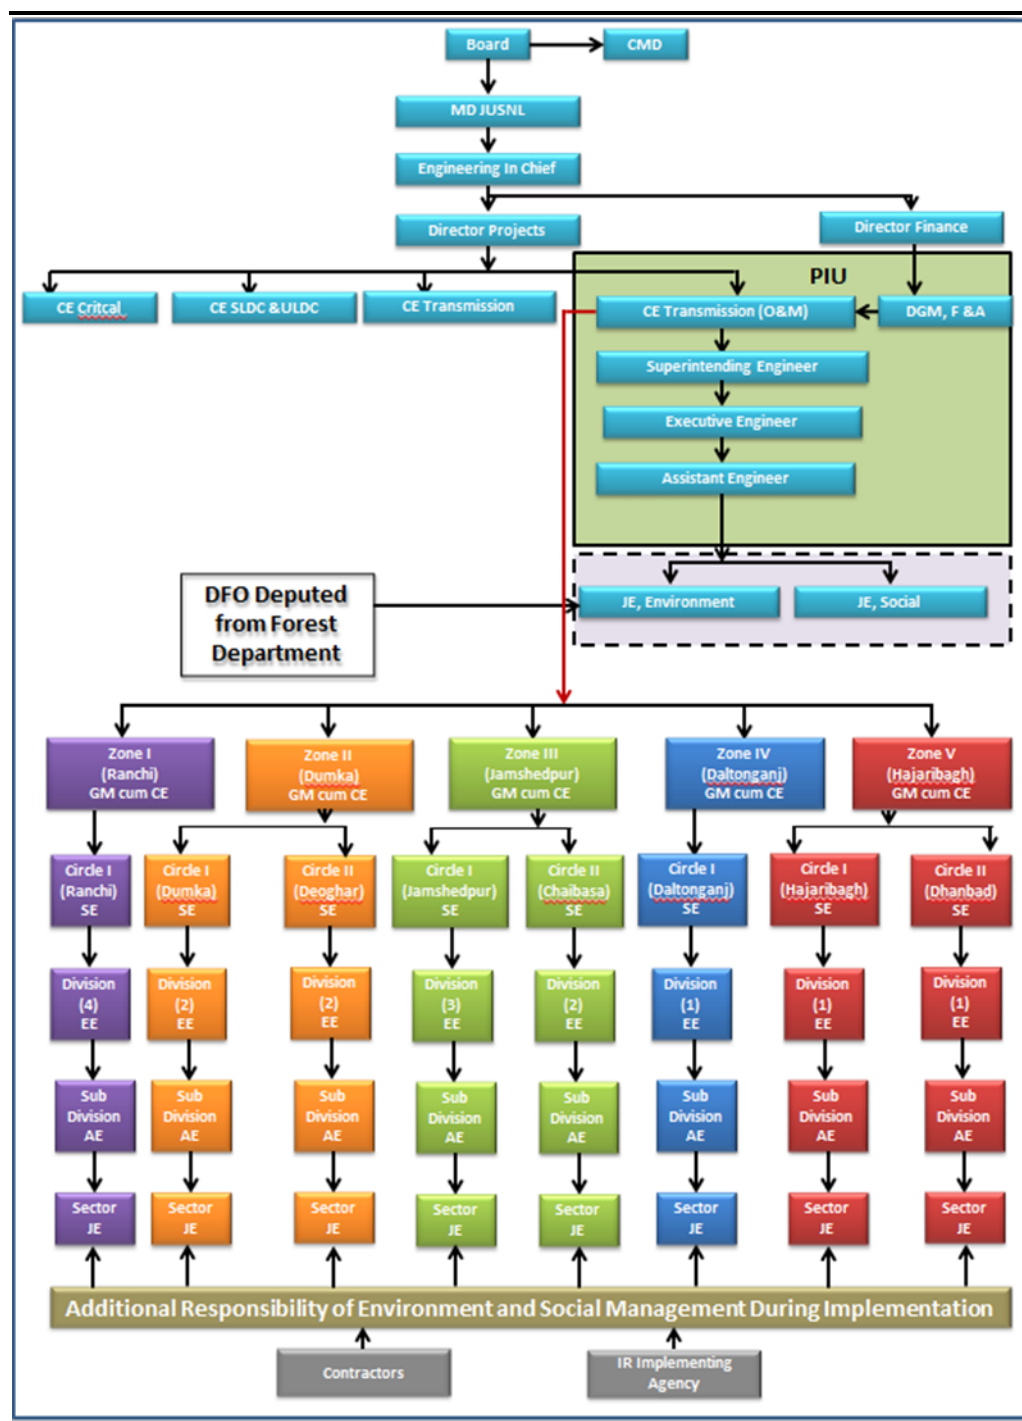 Board
CMD
MD JUSNL
Engineering In Chief
Director Projects
Director Finance
PIU
CE Critcal
CE SLDC &ULDC
CE Transmission
CE Transmission (O&M)
DGM, F &A
Superintending Engineer
Executive Engineer
Assistant Engineer
DFO Deputed
from Forest
Department
JE, Environment
JE, Social
Zone I
(Ranchi)
GM cum CE
Zone II
(Dumka)
GM cum CE
Zone III
(Jamshedpur)
GM cum CE
Zone IV
(Daltonganj)
GM cum CE
Zone V
(Hajaribagh)
GM cum CE
Circle I
(Ranchi)
SE
Circle I
(Dumka)
SE
Circle II
(Deoghar)
SE
Circle I
(Jamshedpur)
SE
Circle II
(Chaibasa)
SE
Circle I
(Daltonganj)
SE
Circle I
(Hajaribagh)
SE
Circle II
(Dhanbad)
SE
Division
(4)
EE
Division
(2)
EE
Division
(2)
EE
Division
(3)
EE
Division
(2)
EE
Division
(1)
EE
Division
(1)
EE
Division
(1)
EE
Sub
Division
AE
Sub
Division
AE
Sub
Division
AE
Sub
Division
AE
Sub
Division
AE
Sub
Division
AE
Sub
Division
AE
Sub
Division
AE
Sector
JE
Sector
JE
Sector
JE
Sector
JE
Sector
JE
Sector
JE
Sector
JE
Sector
JE
Additional Responsibility of Environment and Social Management During Implementation
Contractors
IR Implementing
Agency